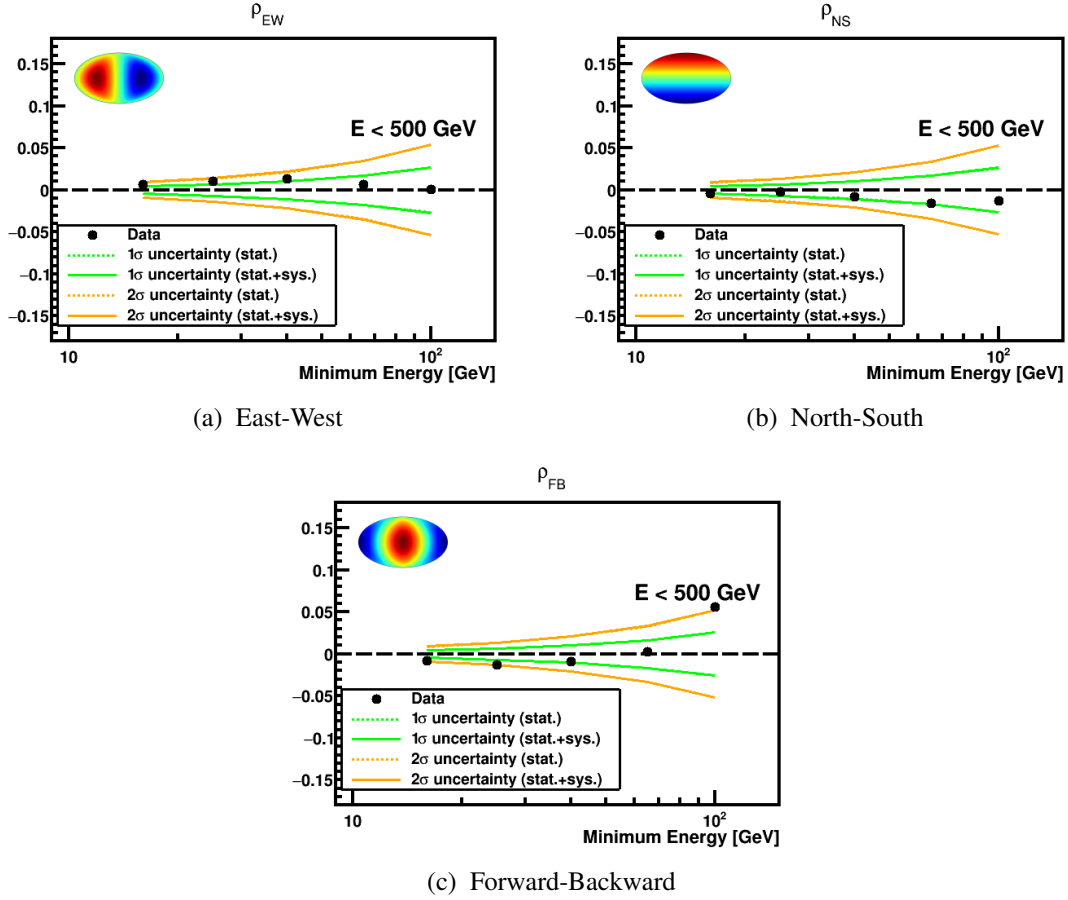 ρEW
0.15
0.1
0.05
0
−0.05
−0.1
−0.15
E < 500 GeV
Data
1σ uncertainty (stat.)
1σ uncertainty (stat.+sys.)
2σ uncertainty (stat.)
2σ uncertainty (stat.+sys.)
10
10²
Minimum Energy [GeV]
(a) East-West
ρNS
0.15
0.1
0.05
0
−0.05
−0.1
−0.15
E < 500 GeV
Data
1σ uncertainty (stat.)
1σ uncertainty (stat.+sys.)
2σ uncertainty (stat.)
2σ uncertainty (stat.+sys.)
10
10²
Minimum Energy [GeV]
(b) North-South
ρFB
0.15
0.1
0.05
0
−0.05
−0.1
−0.15
E < 500 GeV
Data
1σ uncertainty (stat.)
1σ uncertainty (stat.+sys.)
2σ uncertainty (stat.)
2σ uncertainty (stat.+sys.)
10
10²
Minimum Energy [GeV]
(c) Forward-Backward